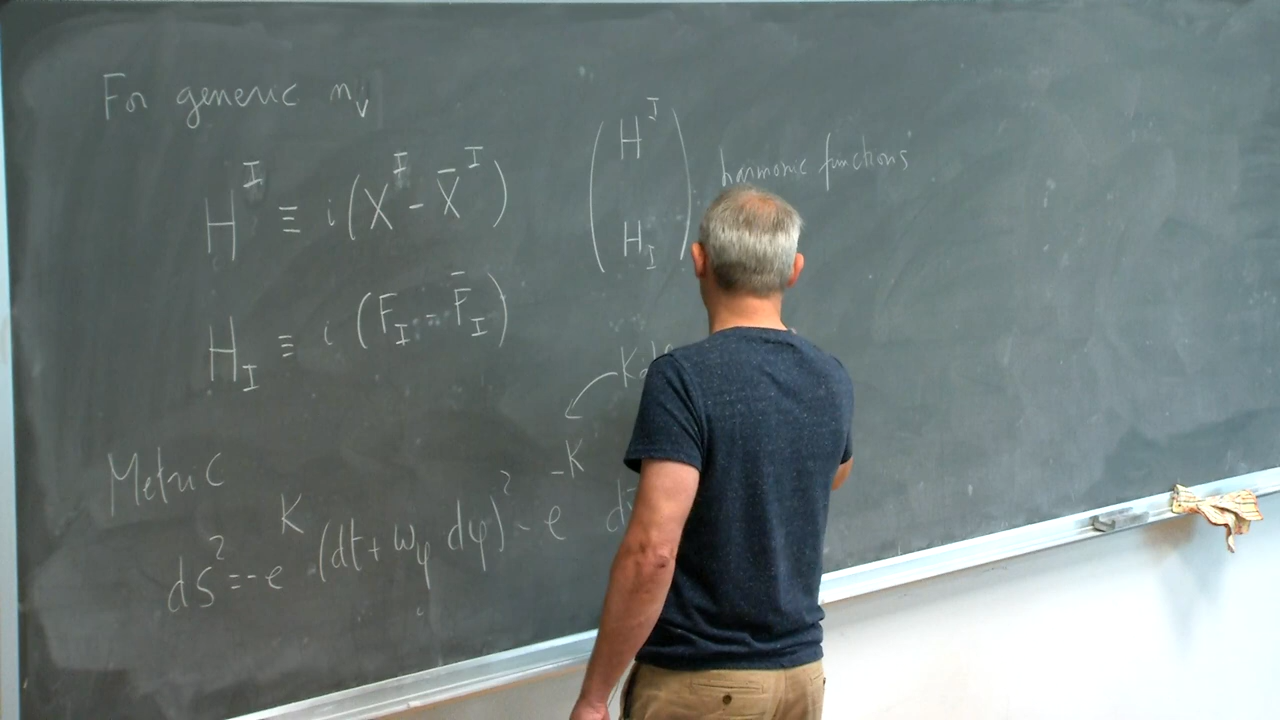 For generic n_V
H^I ≡ i(X^I - X̄^I)
H_I ≡ i(F_I - F̄_I)
(H^J
H_I)
harmonic functions
Metric
ds² = -e^K (dt + ω_φ dφ)² - e^{-K}